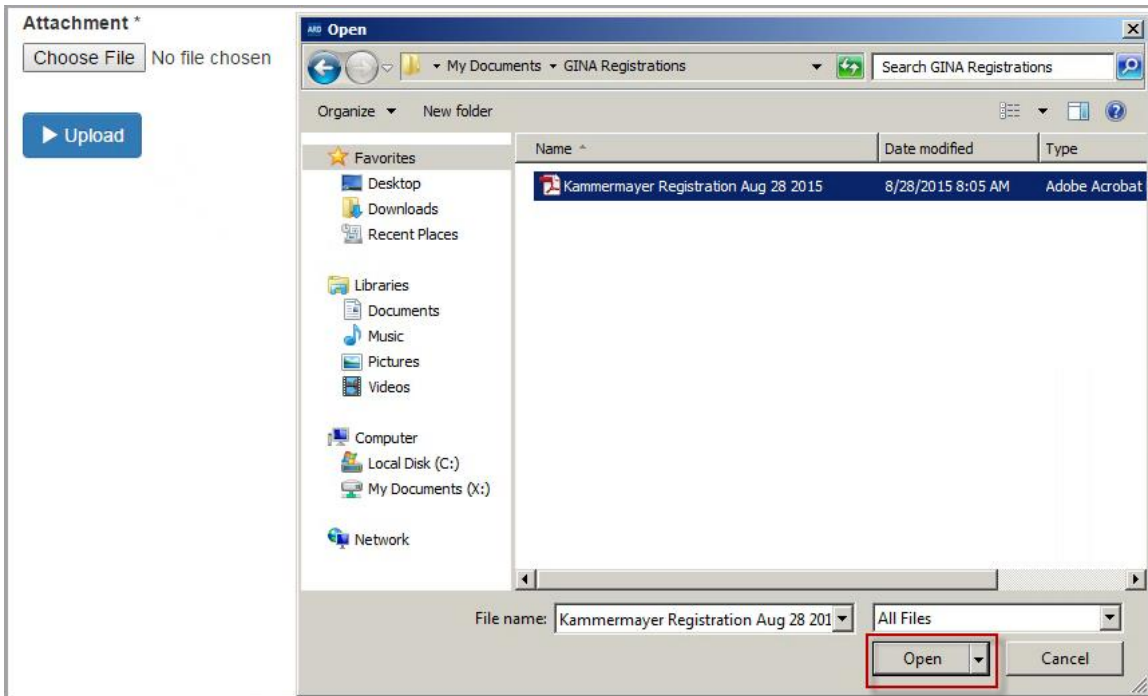 Attachment *
Choose File No file chosen
Upload
ARD Open
My Documents GINA Registrations
Search GINA Registrations
Organize New folder
Favorites
Desktop
Downloads
Recent Places
Libraries
Documents
Music
Pictures
Videos
Computer
Local Disk (C:)
My Documents (X:)
Network
Name Date modified Type
Kammermayer Registration Aug 28 2015 8/28/2015 8:05 AM Adobe Acrobat
File name: Kammermayer Registration Aug 28 201 All Files
Open Cancel